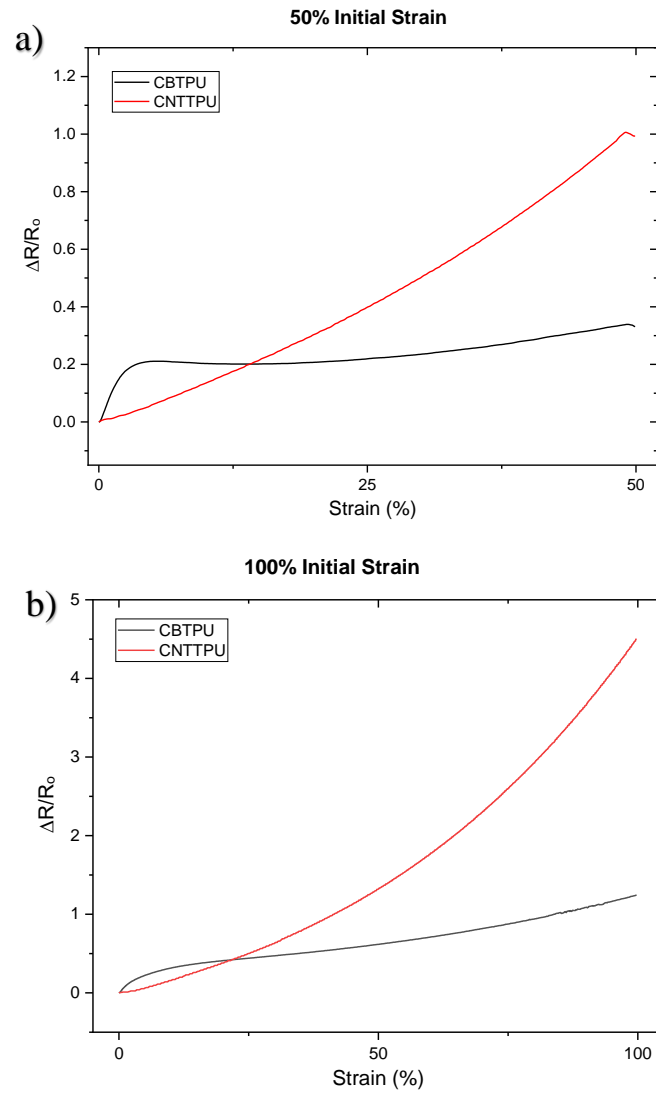 50% Initial Strain
a)
CBTPU
CNTTPU
1.2
1.0
0.8
0.6
0.4
0.2
0.0
ΔR/R₀
0
25
50
Strain (%)
100% Initial Strain
b)
CBTPU
CNTTPU
5
4
3
2
1
0
ΔR/R₀
0
50
100
Strain (%)